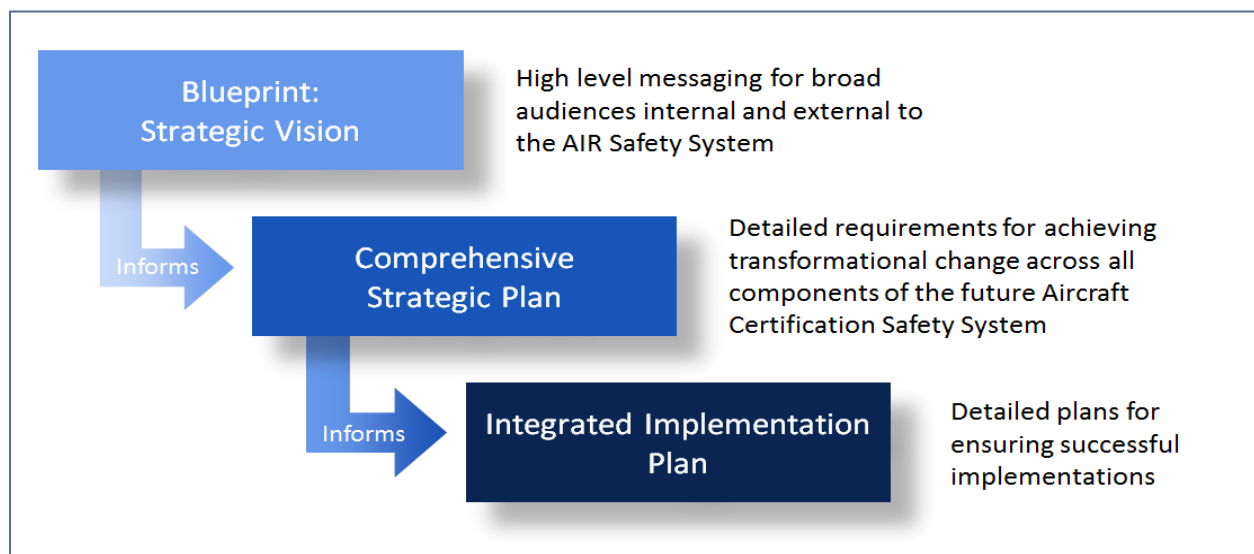 Blueprint:
Strategic Vision
High level messaging for broad
audiences internal and external to
the AIR Safety System
Informs
Comprehensive
Strategic Plan
Detailed requirements for achieving
transformational change across all
components of the future Aircraft
Certification Safety System
Informs
Integrated Implementation
Plan
Detailed plans for
ensuring successful
implementations